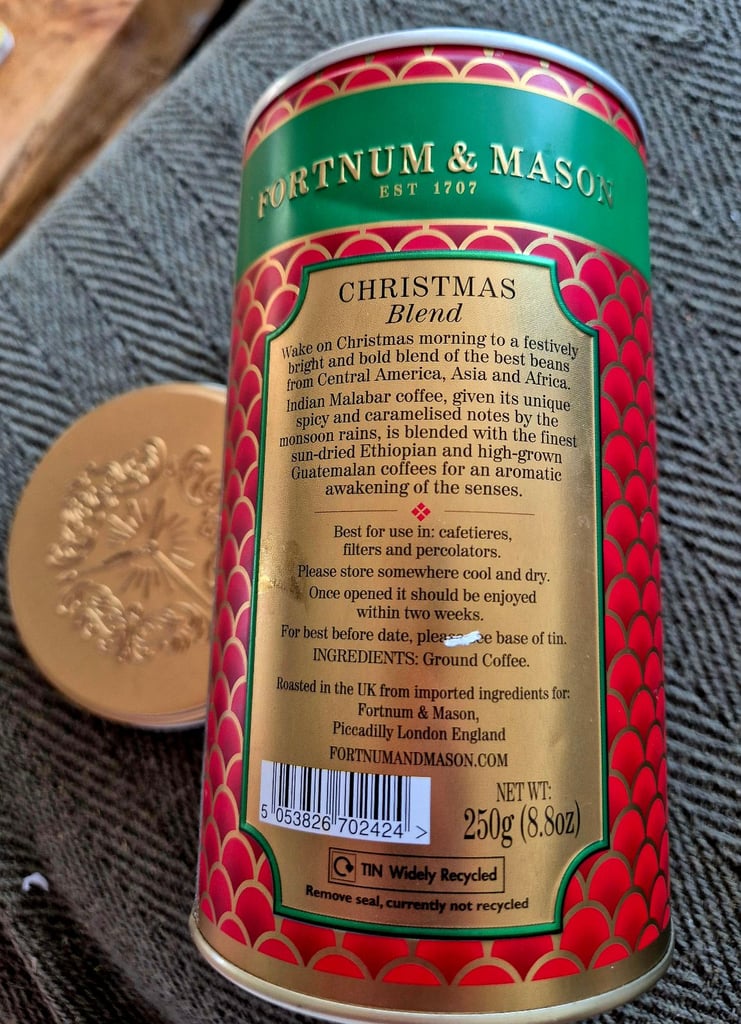 FORTNUM & MASON
EST 1707
CHRISTMAS
Blend
Wake on Christmas morning to a festively
bright and bold blend of the best beans
from Central America, Asia and Africa.
Indian Malabar coffee, given its unique
spicy and caramelised notes by the
monsoon rains, is blended with the finest
sun-dried Ethiopian and high-grown
Guatemalan coffees for an aromatic
awakening of the senses.
Best for use in: cafetieres,
filters and percolators.
Please store somewhere cool and dry.
Once opened it should be enjoyed
within two weeks.
For best before date, please see base of tin.
INGREDIENTS: Ground Coffee.
Roasted in the UK from imported ingredients for:
Fortnum & Mason,
Piccadilly London England
FORTNUMANDMASON.COM
5 053826 702424 >
NET WT:
250g (8.8oz)
TIN Widely Recycled
Remove seal, currently not recycled